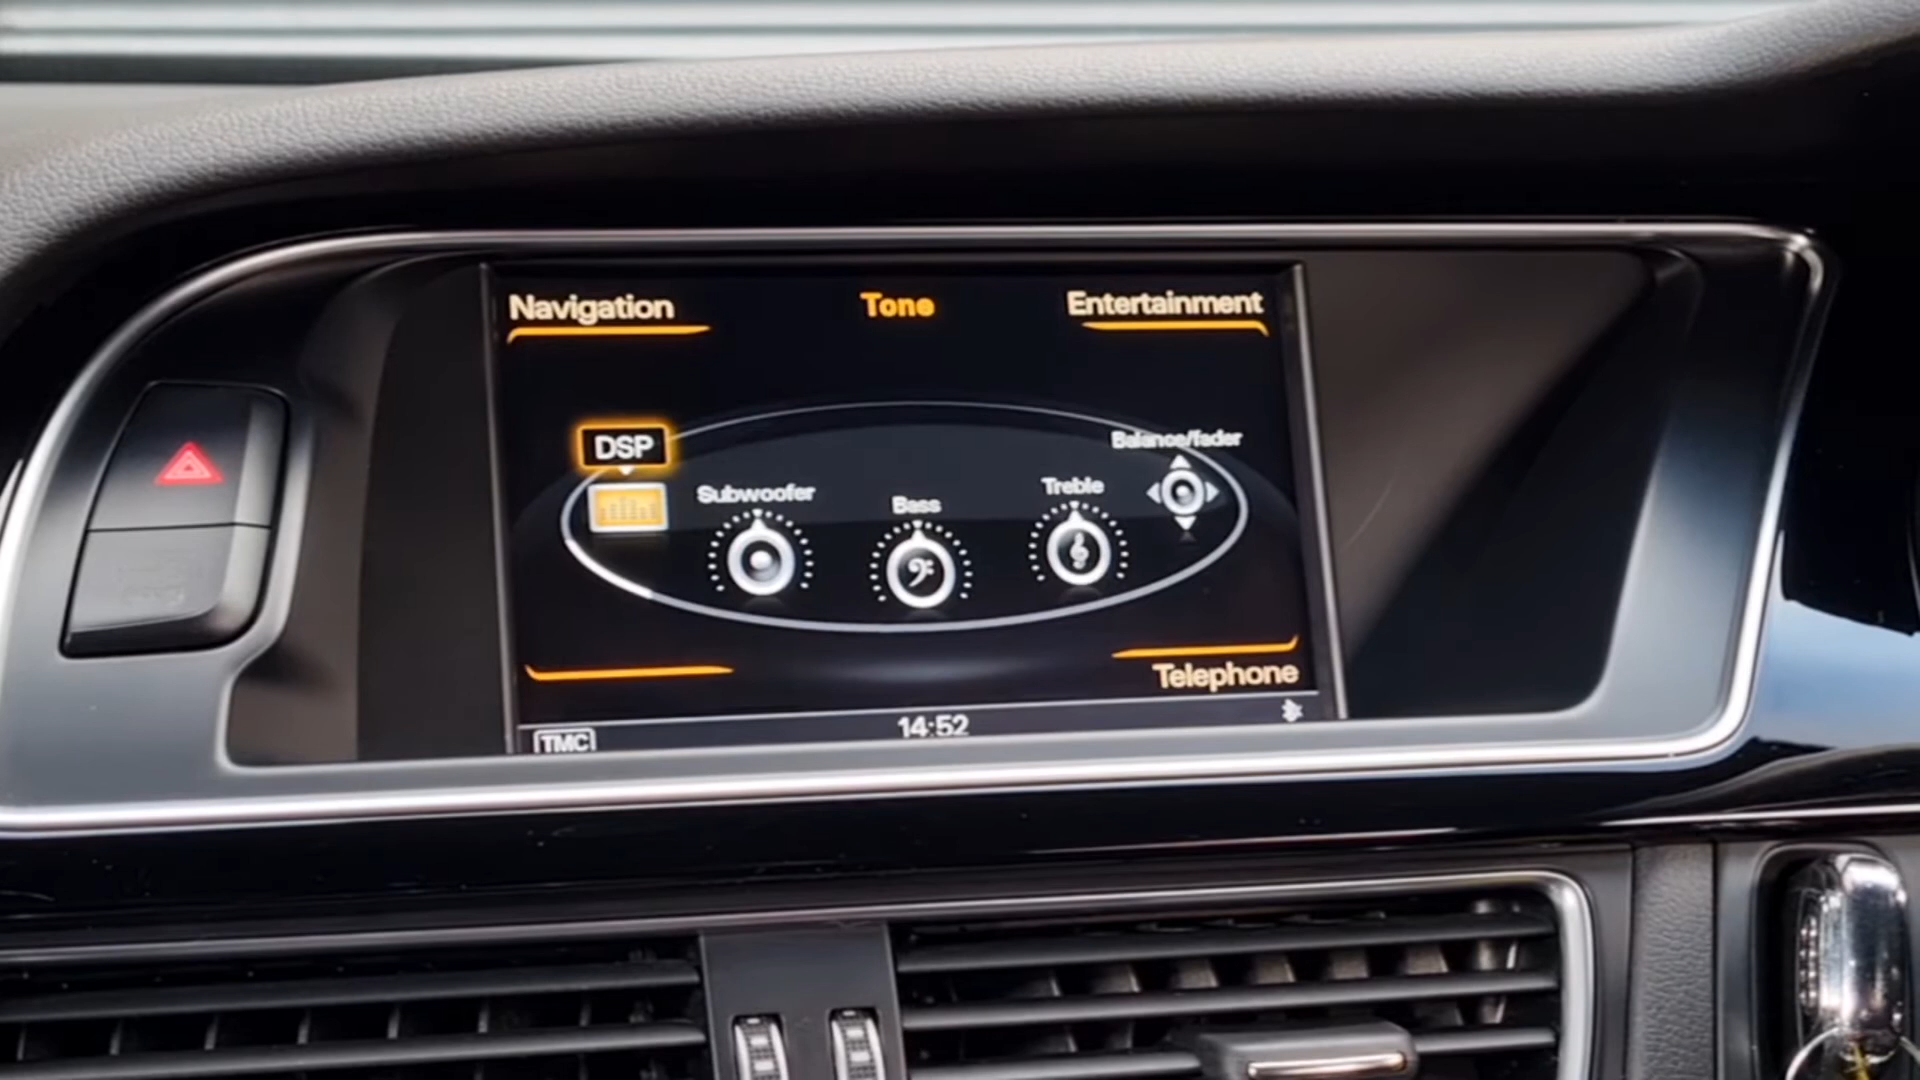 Navigation
Tone
Entertainment
DSP
Subwoofer
Bass
Treble
Balance/fader
Telephone
TMC
14:52